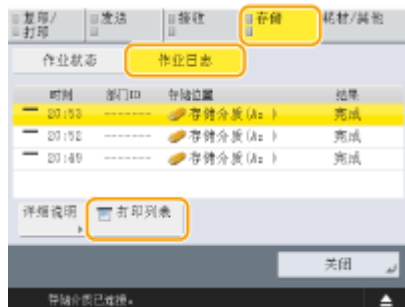 复印/打印 发送 接收 存储 耗材/其他
作业状态 作业日志
时间 部门ID 存储位置 结果
20:53 -------- 存储介质(A: ) 完成
20:52 -------- 存储介质(A: ) 完成
20:49 -------- 存储介质(A: ) 完成
详细说明 打印列表
关闭
存储介质已连接。